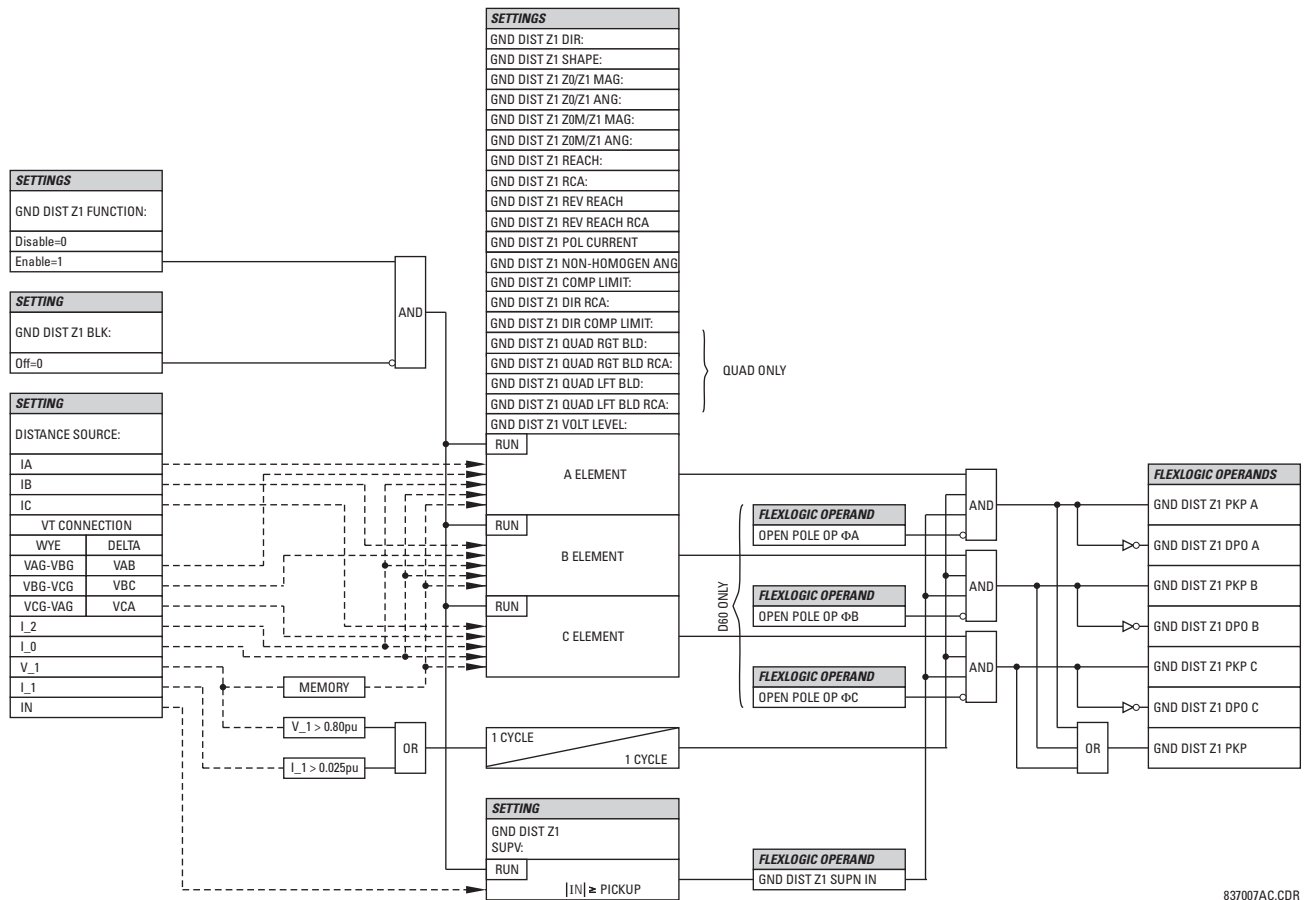 SETTINGS
GND DIST Z1 DIR:
GND DIST Z1 SHAPE:
GND DIST Z1 Z0/Z1 MAG:
GND DIST Z1 Z0/Z1 ANG:
GND DIST Z1 Z0M/Z1 MAG:
GND DIST Z1 Z0M/Z1 ANG:
GND DIST Z1 REACH:
GND DIST Z1 RCA:
GND DIST Z1 REV REACH
GND DIST Z1 REV REACH RCA
GND DIST Z1 POL CURRENT
GND DIST Z1 NON-HOMOGEN ANG
GND DIST Z1 COMP LIMIT:
GND DIST Z1 DIR RCA:
GND DIST Z1 DIR COMP LIMIT:
GND DIST Z1 QUAD RGT BLD:
GND DIST Z1 QUAD RGT BLD RCA:
GND DIST Z1 QUAD LFT BLD:
GND DIST Z1 QUAD LFT BLD RCA:
GND DIST Z1 VOLT LEVEL:
QUAD ONLY
RUN
A ELEMENT
RUN
B ELEMENT
RUN
C ELEMENT
SETTINGS
GND DIST Z1 FUNCTION:
Disable=0
Enable=1
SETTING
GND DIST Z1 BLK:
Off=0
AND
SETTING
DISTANCE SOURCE:
IA
IB
IC
VT CONNECTION
WYE DELTA
VAG-VBG VAB
VBG-VCG VBC
VCG-VAG VCA
I_2
I_0
V_1
I_1
IN
MEMORY
V_1 > 0.80pu
I_1 > 0.025pu
OR
1 CYCLE
1 CYCLE
SETTING
GND DIST Z1
SUPV:
RUN
|IN| ≥ PICKUP
D60 ONLY
FLEXLOGIC OPERAND
OPEN POLE OP ΦA
FLEXLOGIC OPERAND
OPEN POLE OP ΦB
FLEXLOGIC OPERAND
OPEN POLE OP ΦC
FLEXLOGIC OPERAND
GND DIST Z1 SUPN IN
AND
AND
AND
OR
FLEXLOGIC OPERANDS
GND DIST Z1 PKP A
GND DIST Z1 DPO A
GND DIST Z1 PKP B
GND DIST Z1 DPO B
GND DIST Z1 PKP C
GND DIST Z1 DPO C
GND DIST Z1 PKP
837007AC.CDR